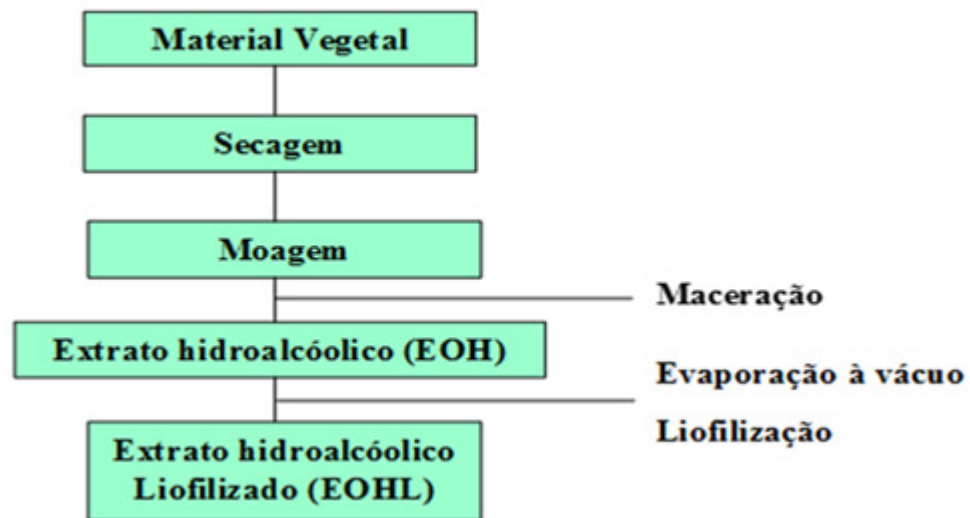 Material Vegetal
Secagem
Moagem
Maceração
Extrato hidroalcóolico (EOH)
Evaporação à vácuo
Liofilização
Extrato hidroalcóolico
Liofilizado (EOHL)